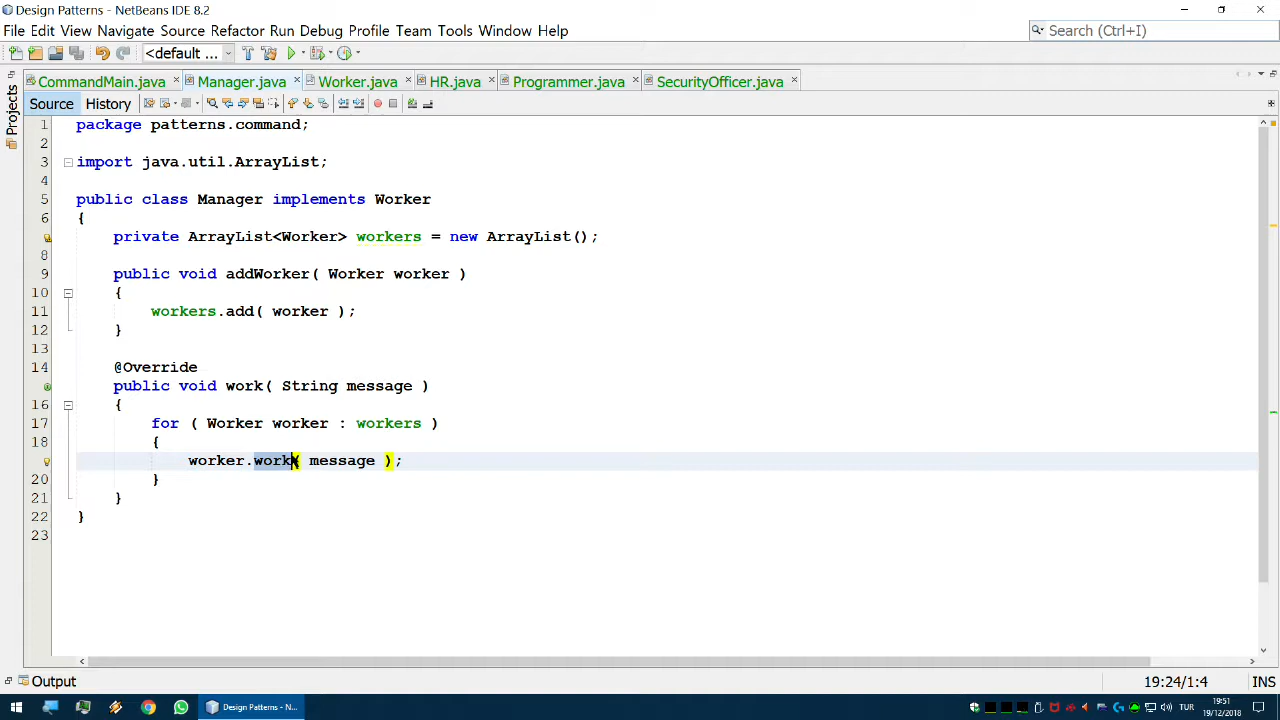 Design Patterns - NetBeans IDE 8.2
File Edit View Navigate Source Refactor Run Debug Profile Team Tools Window Help
Search (Ctrl+I)
<default ...
CommandMain.java Manager.java Worker.java HR.java Programmer.java SecurityOfficer.java
Projects
Source History
1 package patterns.command;
2
3 import java.util.ArrayList;
4
5 public class Manager implements Worker
6 {
private ArrayList<Worker> workers = new ArrayList();
8
9 public void addWorker( Worker worker )
10 {
11 workers.add( worker );
12 }
13
14 @Override
public void work( String message )
16 {
17 for ( Worker worker : workers )
18 {
worker.work( message );
20 }
21 }
22 }
23
Output
19:24/1:4 INS
Design Patterns - N...
TUR
19:51
19/12/2018